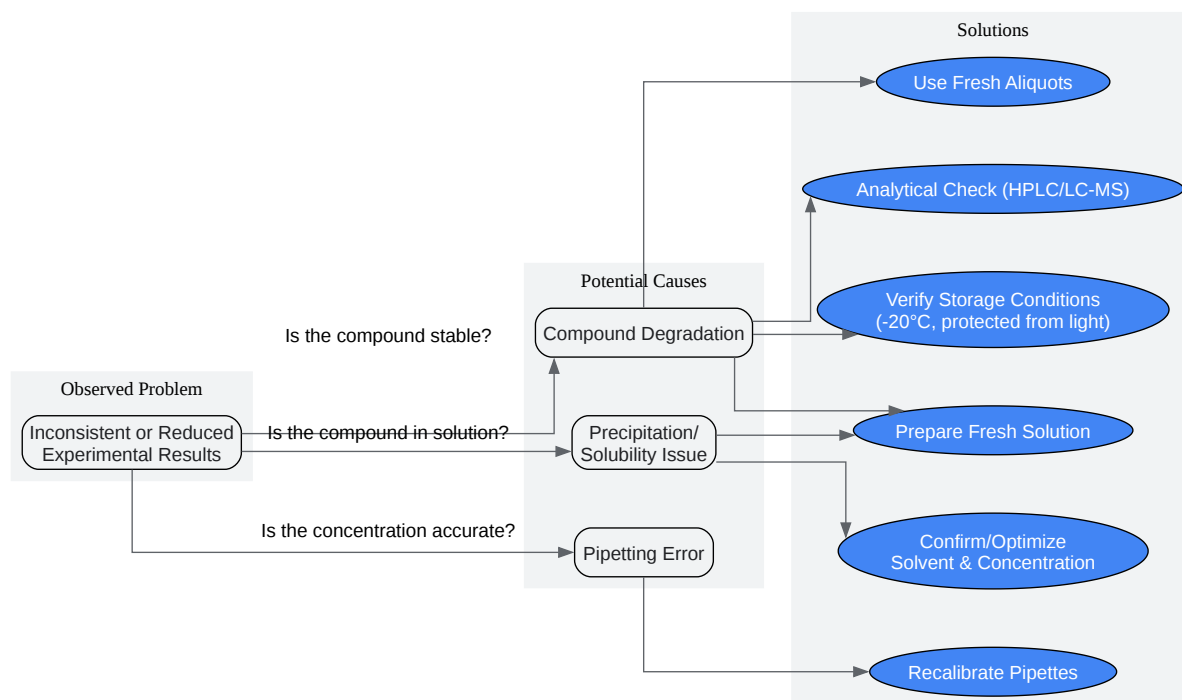 Solutions
Use Fresh Aliquots
Analytical Check (HPLC/LC-MS)
Potential Causes
Verify Storage Conditions
(-20°C, protected from light)
Is the compound stable?
Compound Degradation
Observed Problem
Inconsistent or Reduced
Experimental Results
Is the compound in solution?
Precipitation/
Solubility Issue
Prepare Fresh Solution
Is the concentration accurate?
Pipetting Error
Confirm/Optimize
Solvent & Concentration
Recalibrate Pipettes